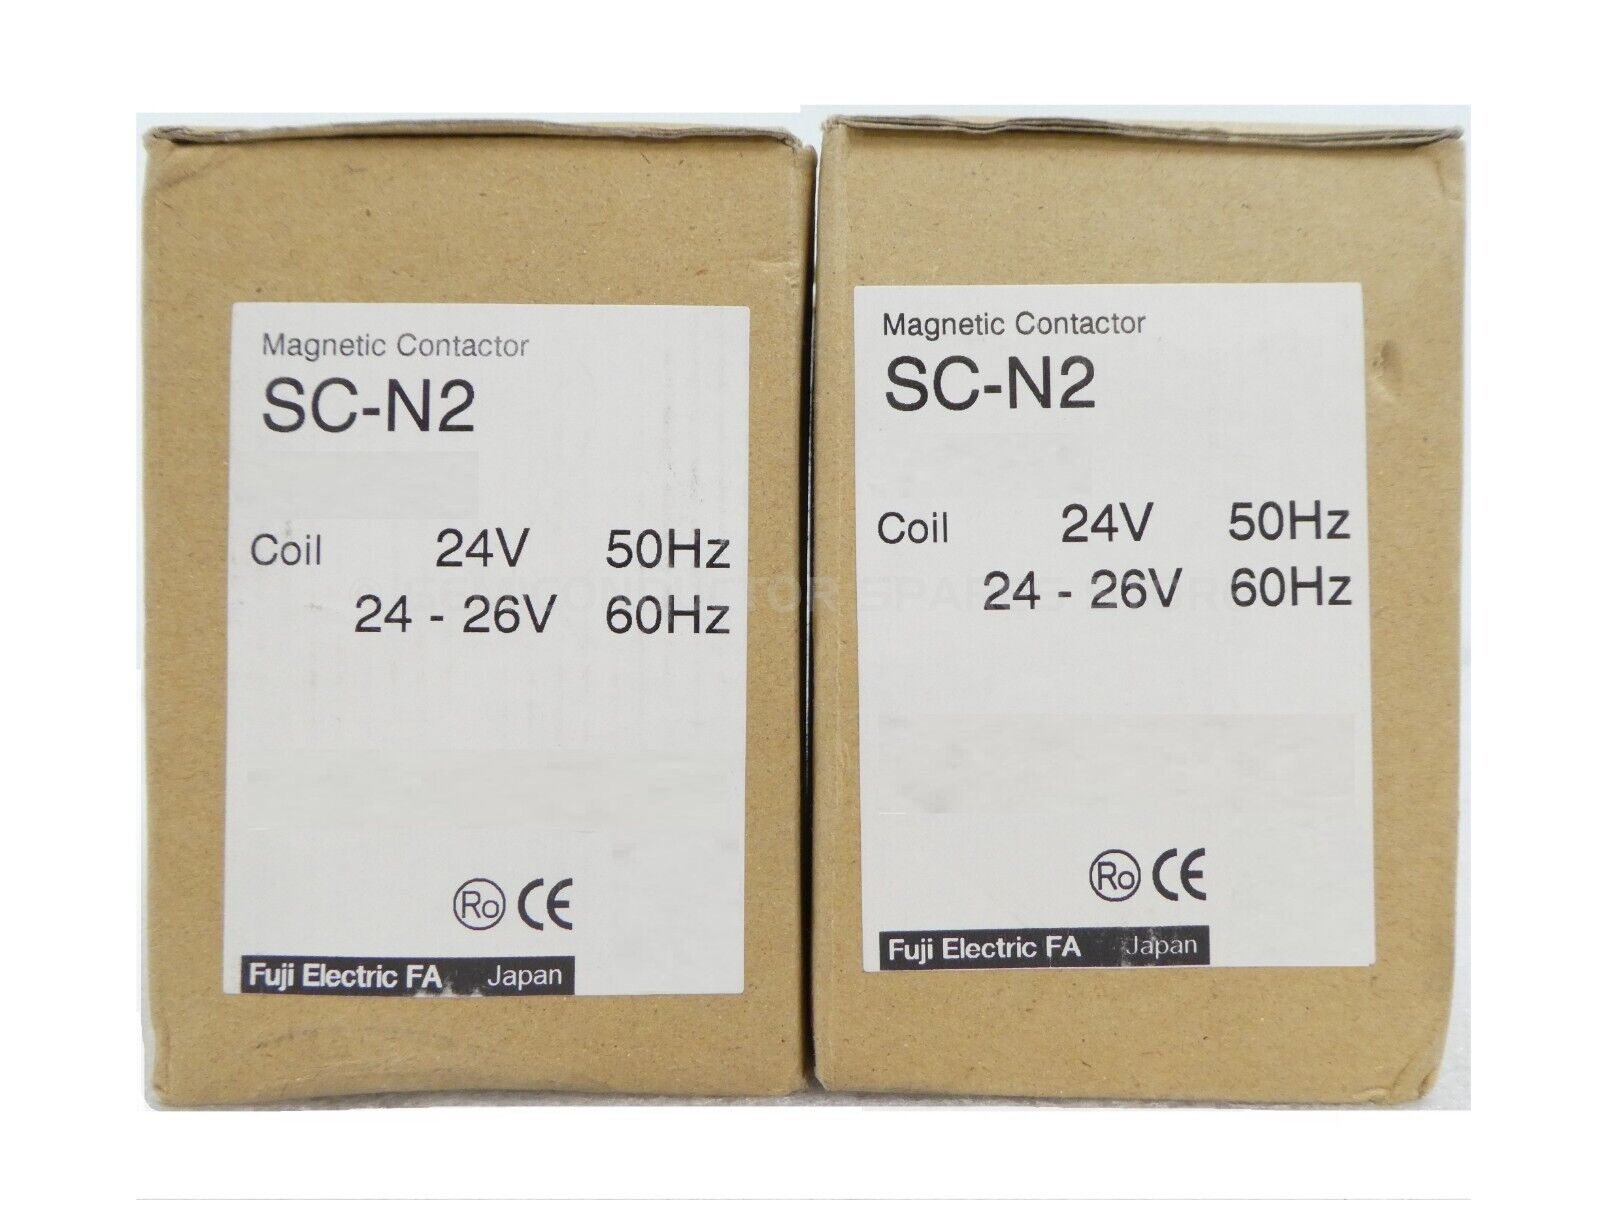 Magnetic Contactor
SC-N2
Coil 24V 50Hz
24 - 26V 60Hz
Ro CE
Fuji Electric FA Japan
Magnetic Contactor
SC-N2
Coil 24V 50Hz
24 - 26V 60Hz
Ro CE
Fuji Electric FA Japan